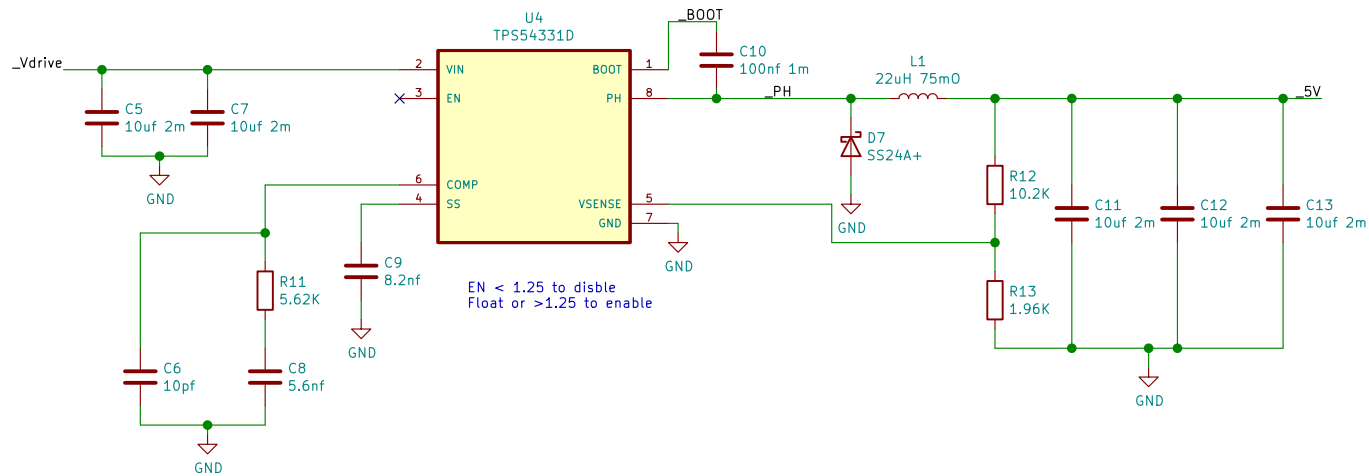 U4
TPS54331D
_Vdrive
_BOOT
2
VIN
BOOT
1
C10
100nf 1m
3
EN
PH
8
_PH
L1
22uH 75mO
_5V
C5
10uf 2m
C7
10uf 2m
GND
D7
SS24A+
GND
6
COMP
4
SS
VSENSE
5
GND
7
GND
R12
10.2K
C11
10uf 2m
C12
10uf 2m
C13
10uf 2m
R11
5.62K
C9
8.2nf
GND
EN < 1.25 to disble
Float or >1.25 to enable
R13
1.96K
GND
C6
10pf
C8
5.6nf
GND